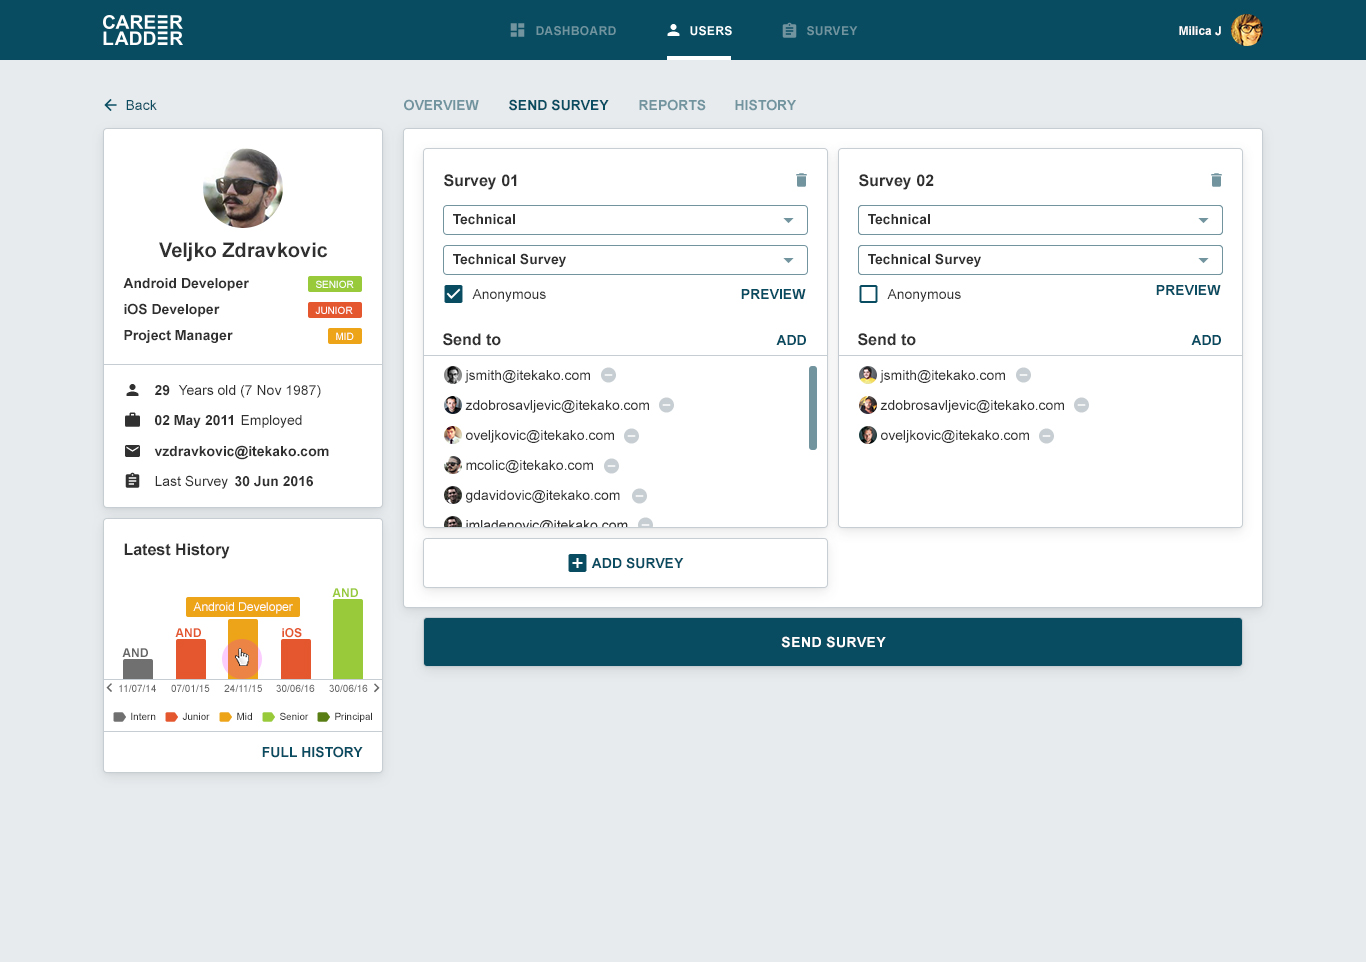 CAREER
LADDER
DASHBOARD
USERS
SURVEY
Milica J
Back
OVERVIEW
SEND SURVEY
REPORTS
HISTORY
Veljko Zdravkovic
Android Developer SENIOR
iOS Developer JUNIOR
Project Manager MID
29 Years old (7 Nov 1987)
02 May 2011 Employed
vzdravkovic@itekako.com
Last Survey 30 Jun 2016
Latest History
AND
Android Developer
AND
iOS
AND
11/07/14 07/01/15 24/11/15 30/06/16 30/06/16
Intern Junior Mid Senior Principal
FULL HISTORY
Survey 01
Technical
Technical Survey
Anonymous PREVIEW
Send to ADD
jsmith@itekako.com
zdobrosavljevic@itekako.com
oveljkovic@itekako.com
mcolic@itekako.com
gdavidovic@itekako.com
jmladenovic@itekako.com
Survey 02
Technical
Technical Survey
Anonymous PREVIEW
Send to ADD
jsmith@itekako.com
zdobrosavljevic@itekako.com
oveljkovic@itekako.com
ADD SURVEY
SEND SURVEY